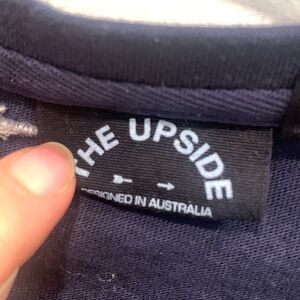 THE UPSIDE
DESIGNED IN AUSTRALIA